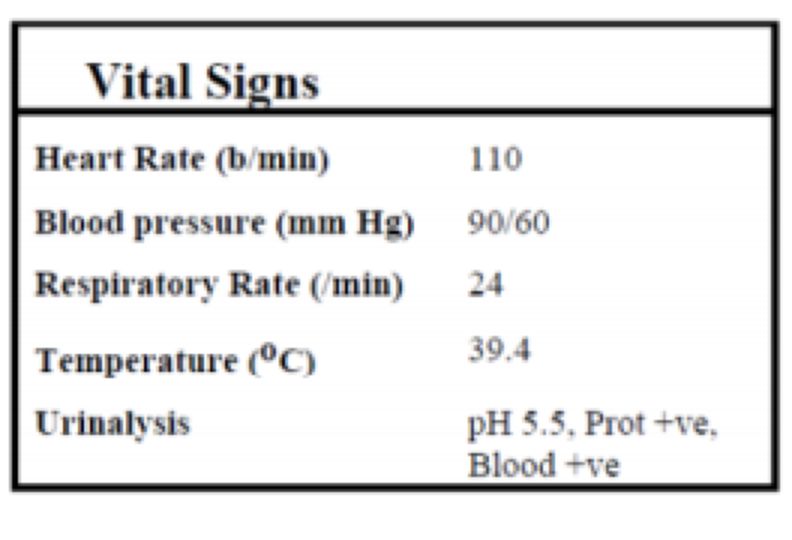 Vital Signs
Heart Rate (b/min) 110
Blood pressure (mm Hg) 90/60
Respiratory Rate (/min) 24
Temperature (⁰C) 39.4
Urinalysis pH 5.5, Prot +ve,
Blood +ve